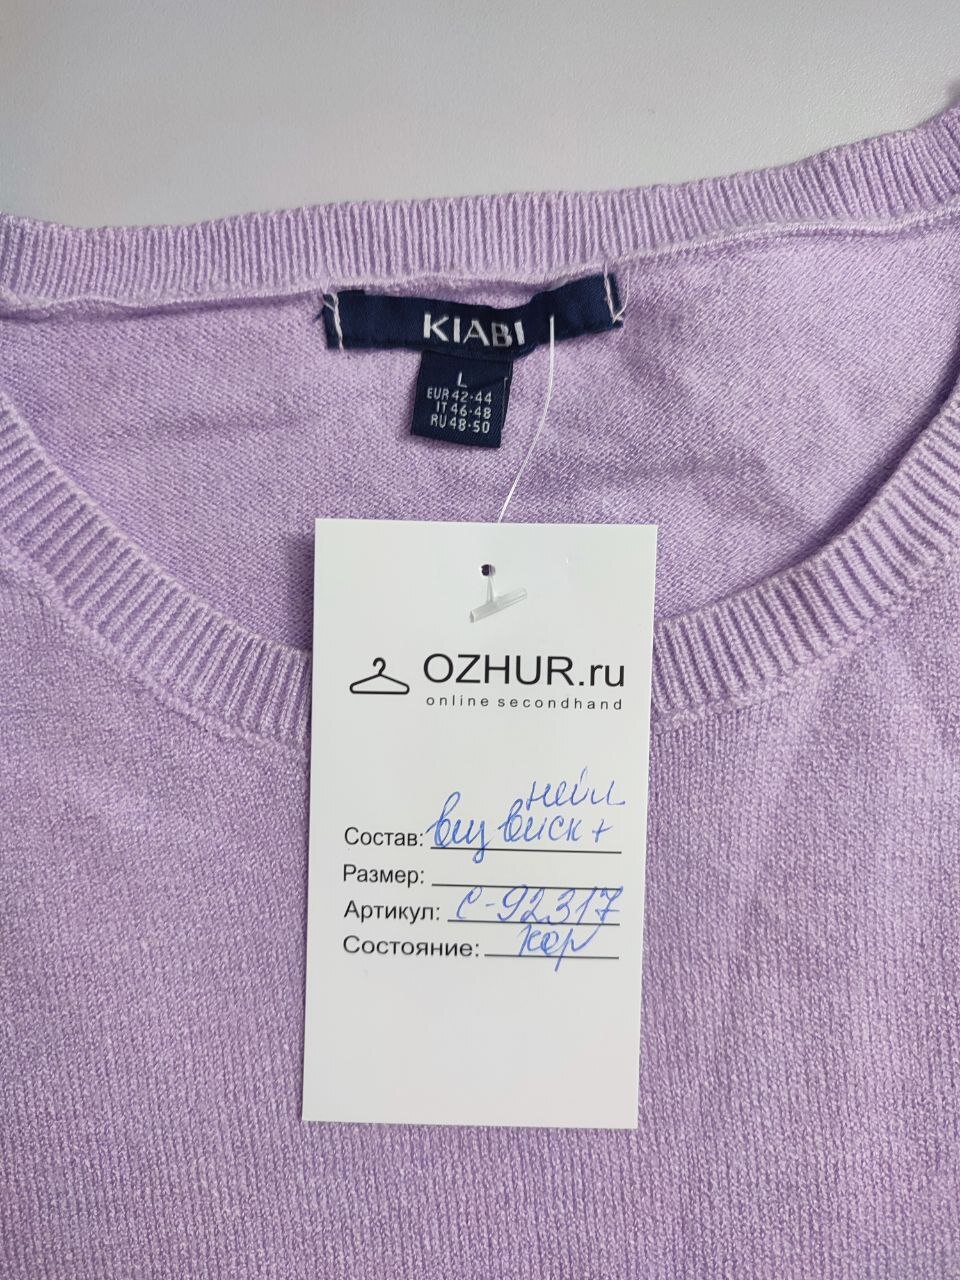 KIABI
L
EUR 42-44
IT 46-48
RU 48-50
OZHUR.ru
online secondhand
нейл
Состав: виз виск +
Размер:
Артикул: С-92317
Состояние: хор